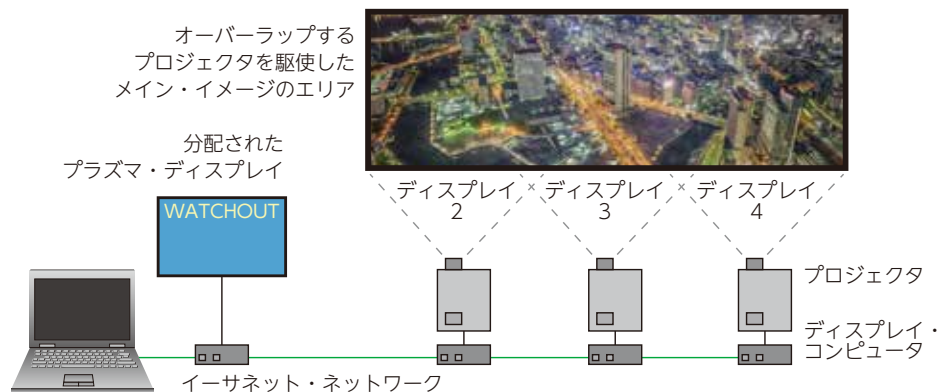 オーバーラップする
プロジェクタを駆使した
メイン・イメージのエリア
分配された
プラズマ・ディスプレイ
WATCHOUT
ディスプレイ
2
ディスプレイ
3
ディスプレイ
4
プロジェクタ
ディスプレイ・
コンピュータ
イーサネット・ネットワーク